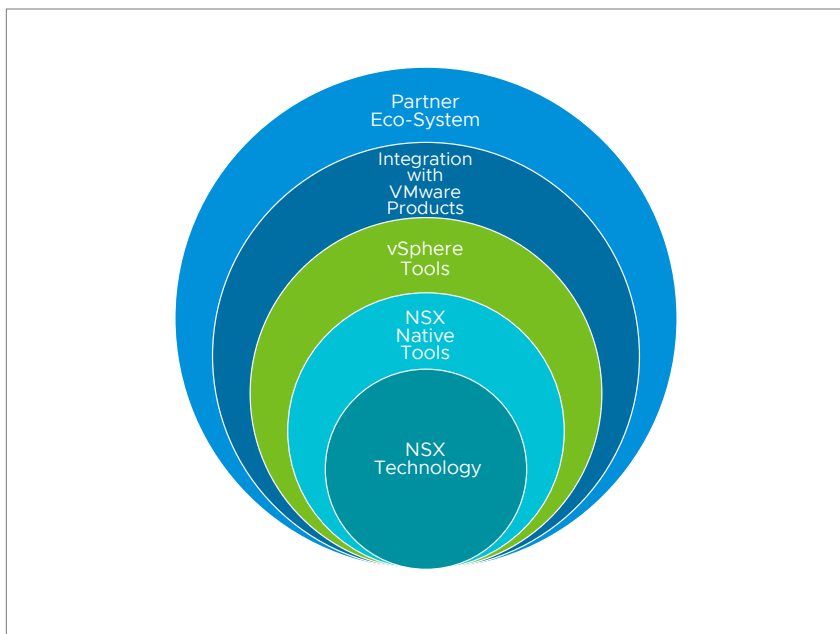 Partner
Eco-System
Integration
with
VMware
Products
vSphere
Tools
NSX
Native
Tools
NSX
Technology